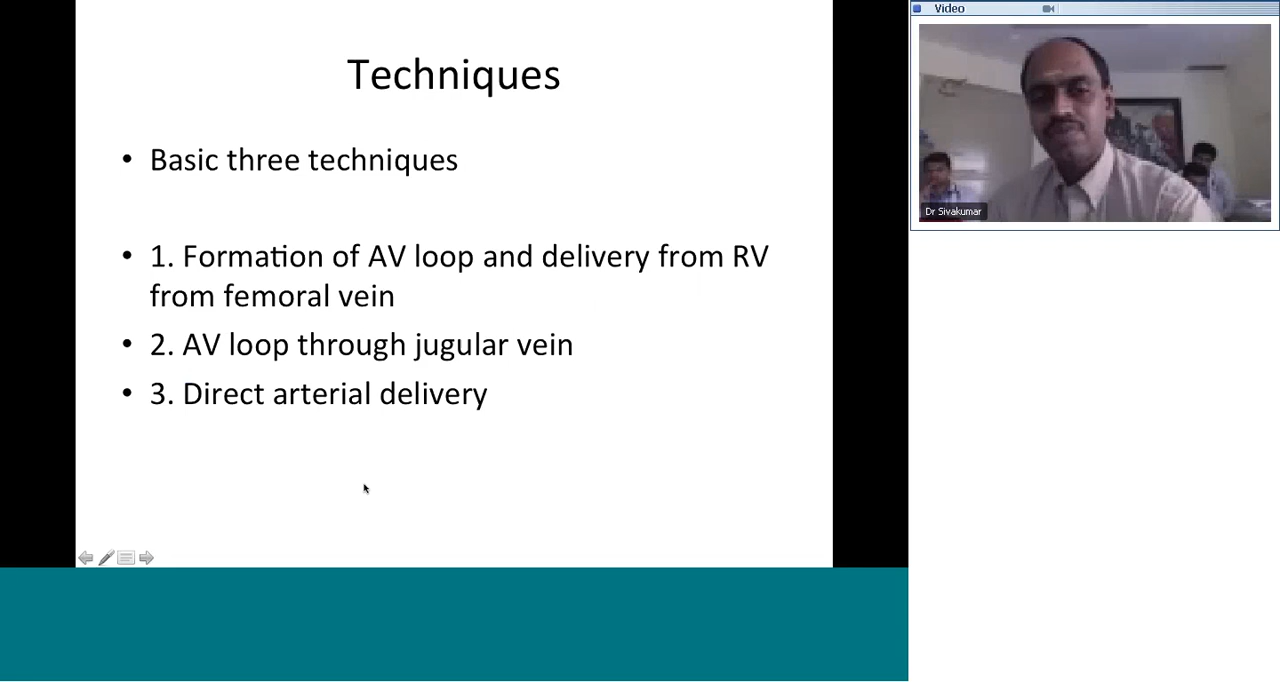 Techniques
• Basic three techniques
• 1. Formation of AV loop and delivery from RV
from femoral vein
• 2. AV loop through jugular vein
• 3. Direct arterial delivery
Video
Dr Sivakumar